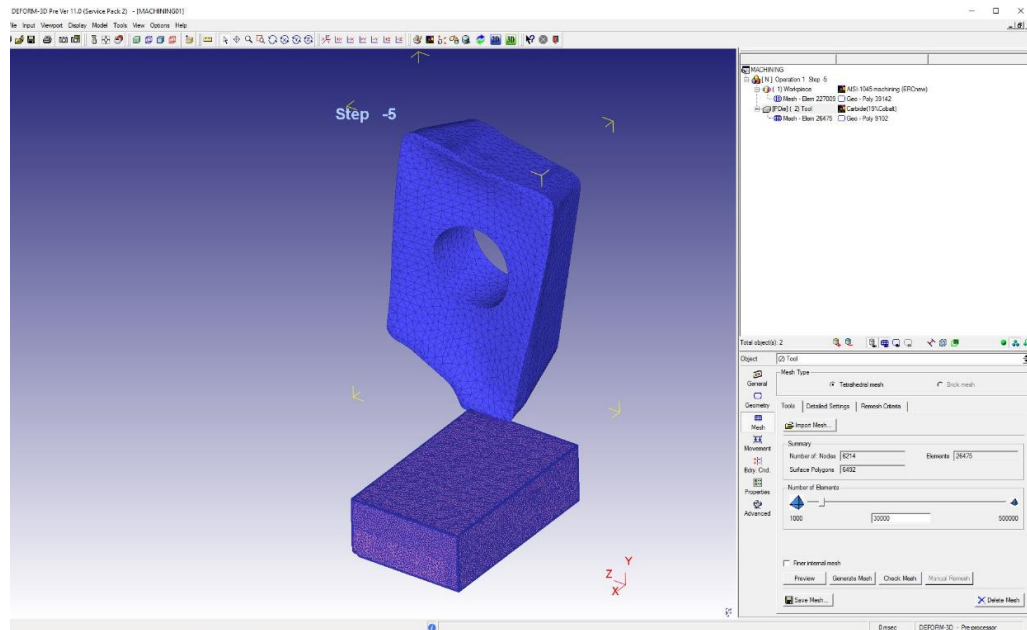 DEFORM-3D Pre Ver 11.0 (Service Pack 2) - [MACHINING01]
Input Viewport Display Model Tools View Options Help
Step -5
MACHINING
[ N ] Operation 1 Step -5
( 1) Workpiece AISI-1045 machining (ERCnew)
Mesh - Elem 227009 Geo - Poly 39142
[PDie] ( 2) Tool Carbide(19%Cobalt)
Mesh - Elem 26475 Geo - Poly 9102
Total object(s): 2
Object (2) Tool
General
Geometry
Mesh
Movement
Bdry. Cnd.
Properties
Advanced
Mesh Type
Tetrahedral mesh Brick mesh
Tools Detailed Settings Remesh Criteria
Import Mesh...
Summary
Number of: Nodes 6214 Elements 26475
Surface Polygons 6492
Number of Elements
1000 30000 500000
Finer internal mesh
Preview Generate Mesh Check Mesh Manual Remesh
Save Mesh... Delete Mesh
Y
Z
X
0 msec DEFORM-3D - Pre-processor